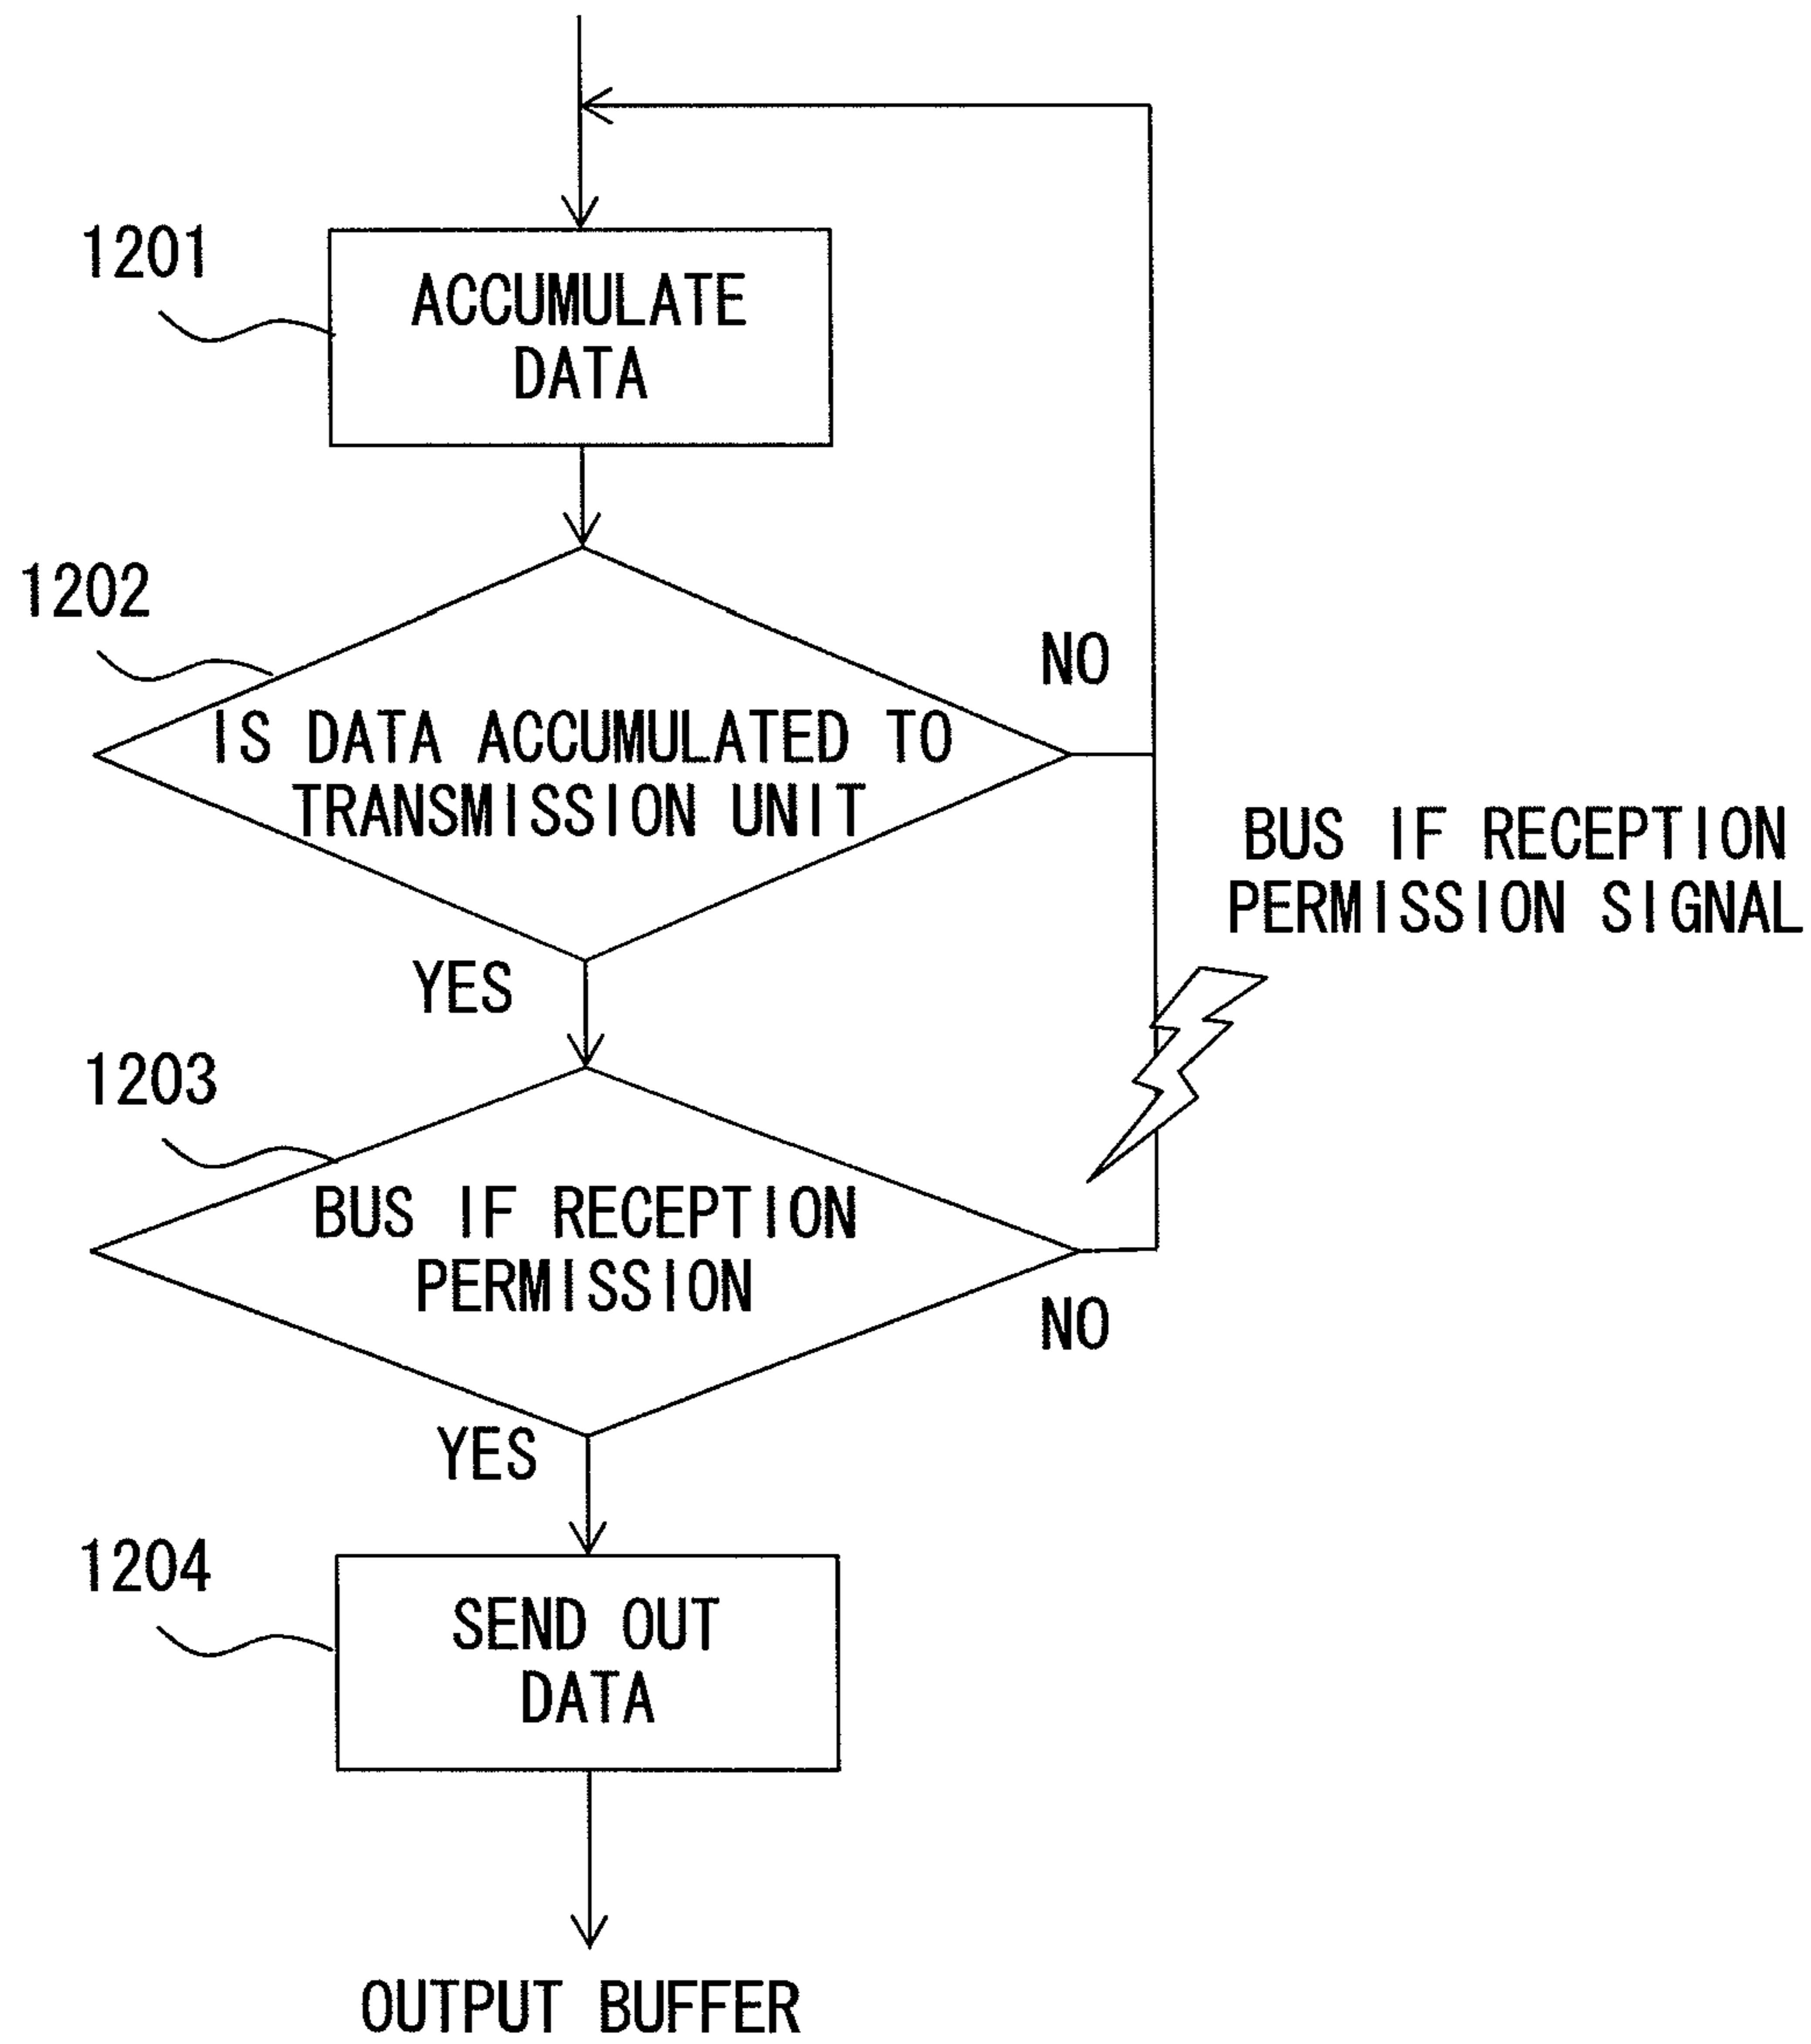 1201
ACCUMULATE
DATA
1202
NO
IS DATA ACCUMULATED TO
TRANSMISSION UNIT
BUS IF RECEPTION
PERMISSION SIGNAL
YES
1203
BUS IF RECEPTION
PERMISSION
NO
YES
1204
SEND OUT
DATA
OUTPUT BUFFER